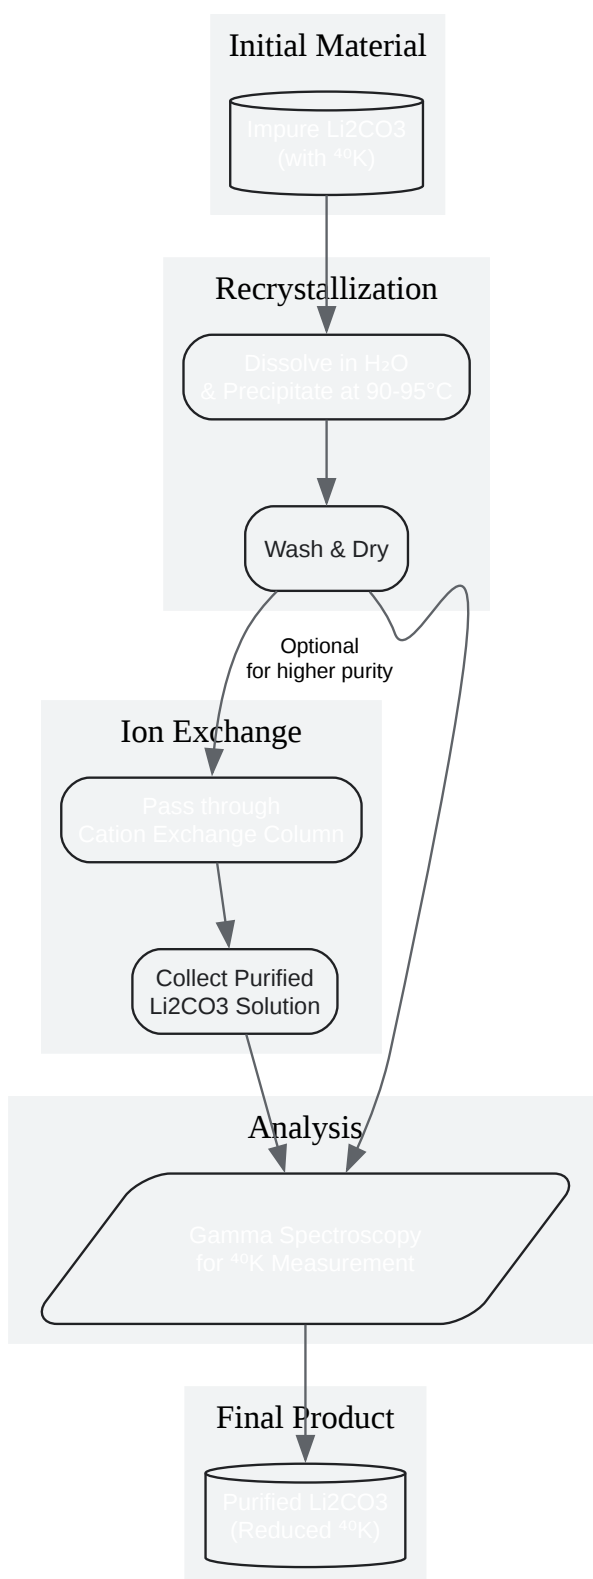 Initial Material
Impure Li2CO3
(with ⁴⁰K)
Recrystallization
Dissolve in H₂O
& Precipitate at 90-95°C
Wash & Dry
Optional
for higher purity
Ion Exchange
Pass through
Cation Exchange Column
Collect Purified
Li2CO3 Solution
Analysis
Gamma Spectroscopy
for ⁴⁰K Measurement
Final Product
Purified Li2CO3
(Reduced ⁴⁰K)